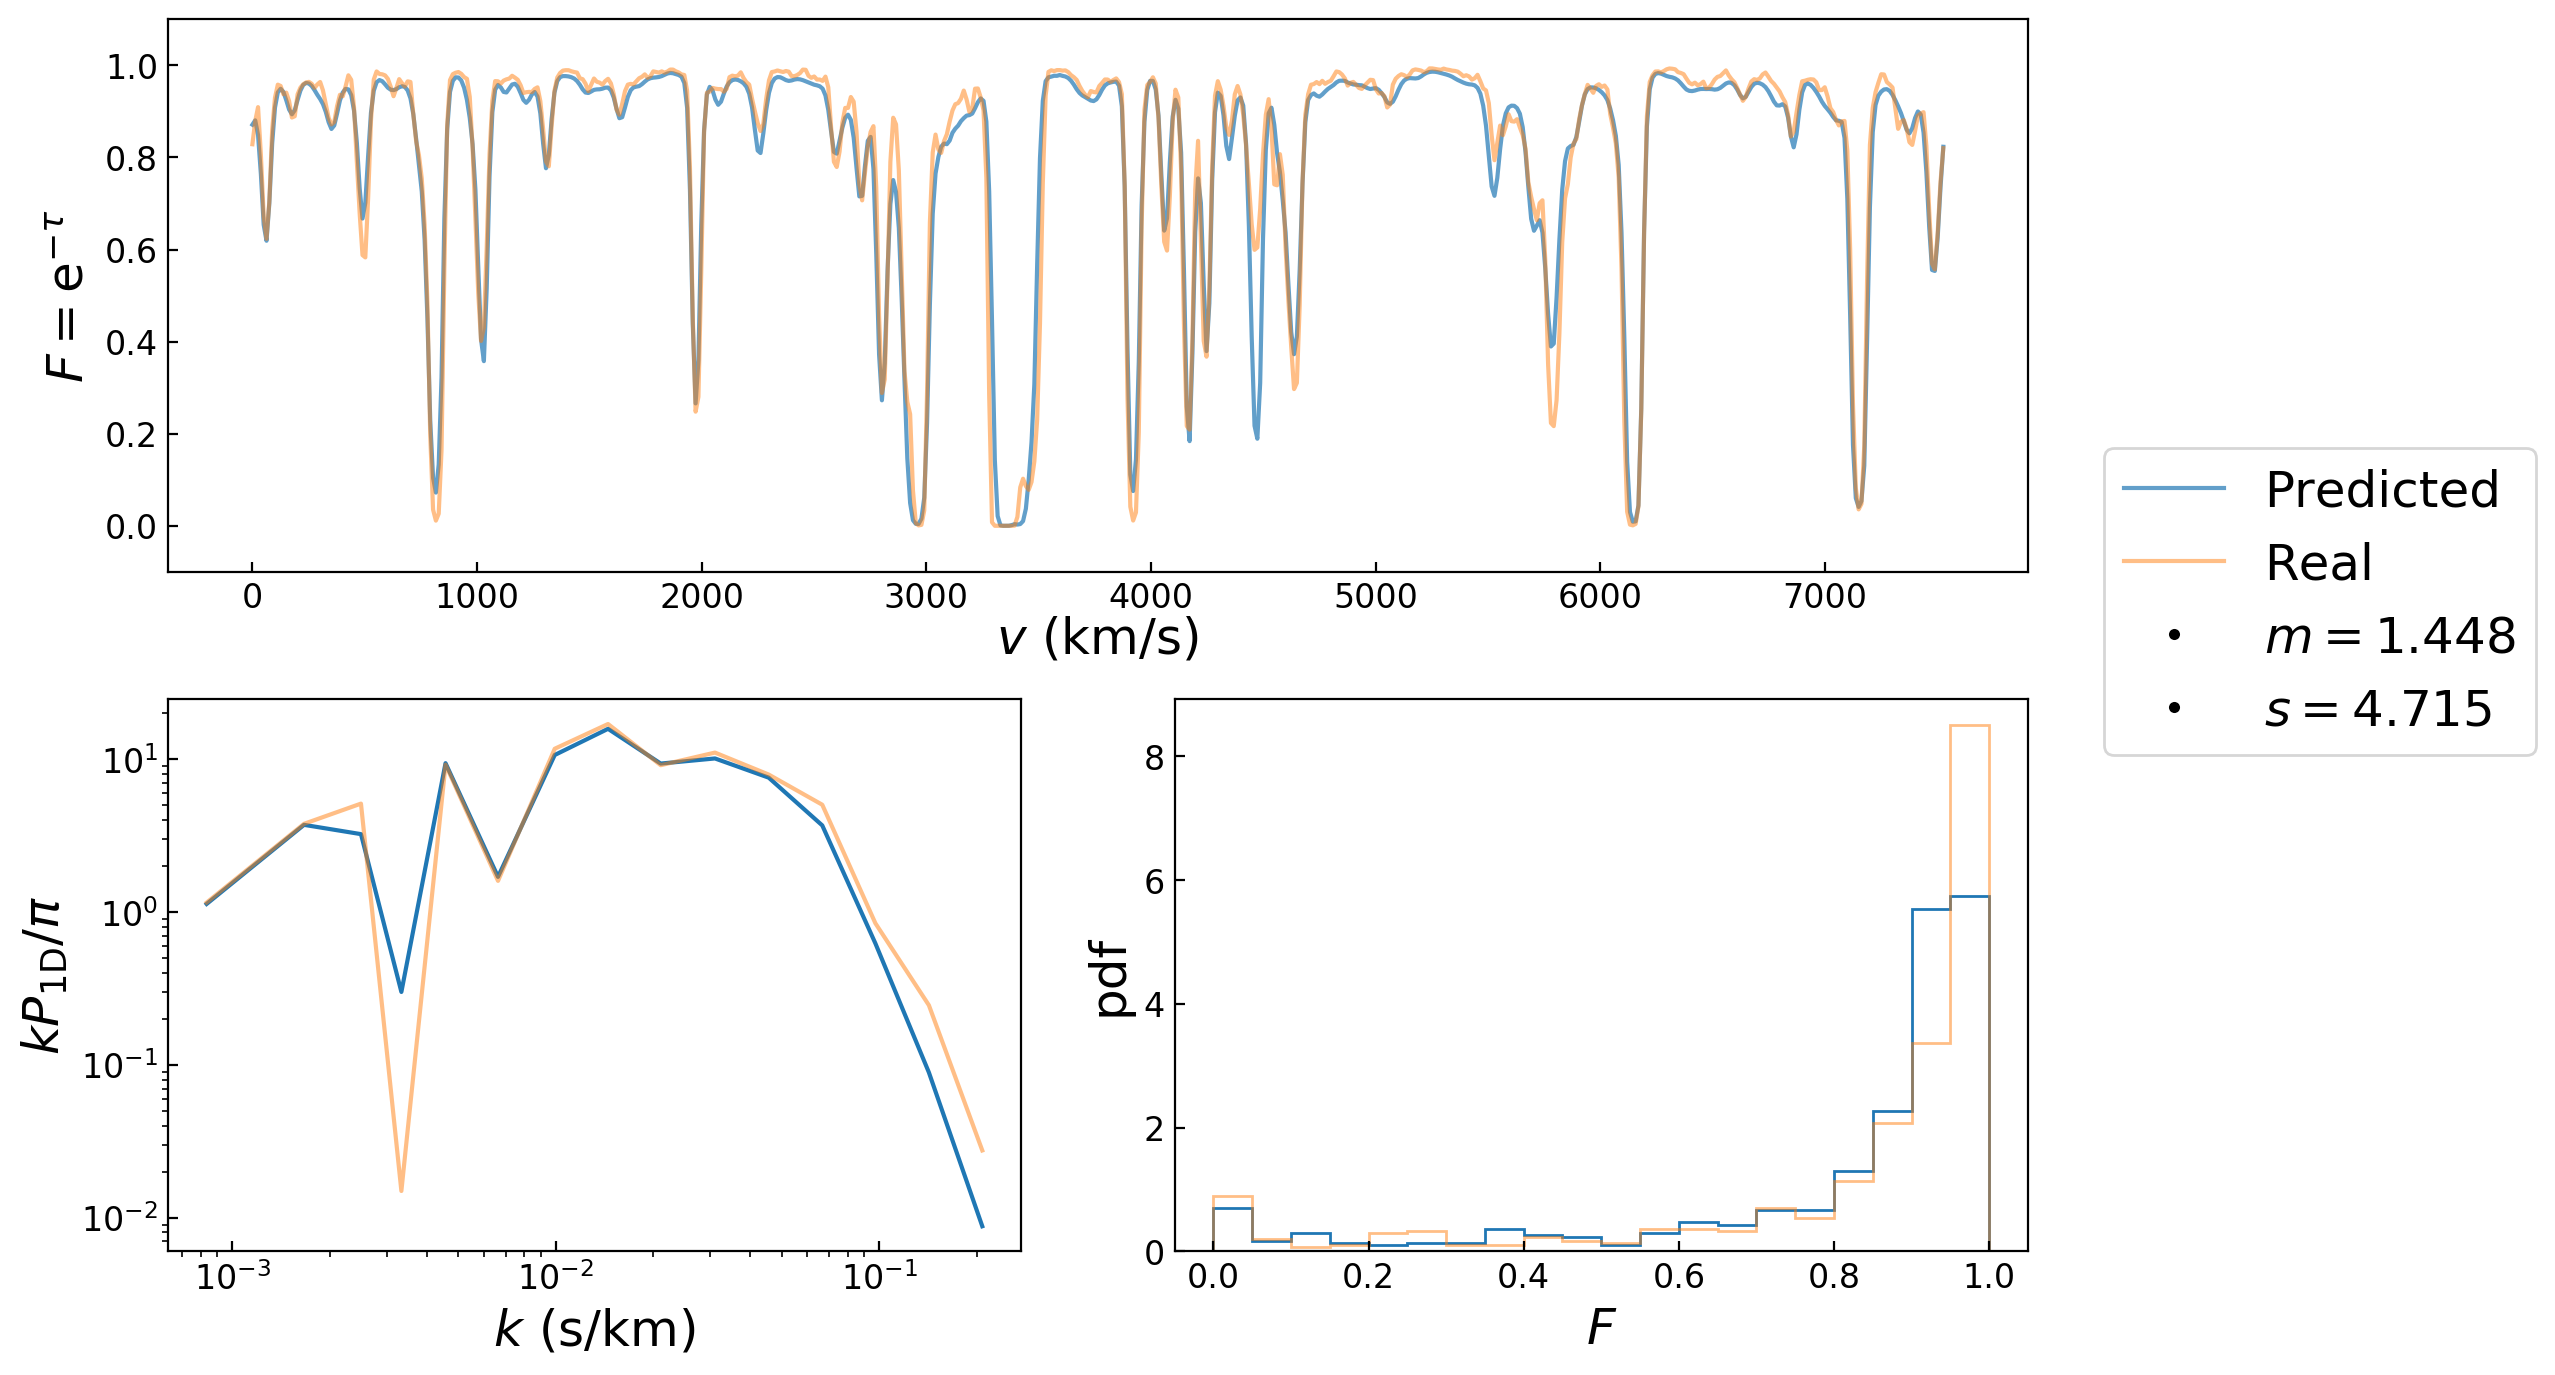 F = e^{−τ}
1.0
0.8
0.6
0.4
0.2
0.0
0 1000 2000 3000 4000 5000 6000 7000
v (km/s)
Predicted
Real
m = 1.448
s = 4.715
kP_{1D}/π
10^1
10^0
10^{−1}
10^{−2}
10^{−3} 10^{−2} 10^{−1}
k (s/km)
pdf
8
6
4
2
0
0.0 0.2 0.4 0.6 0.8 1.0
F